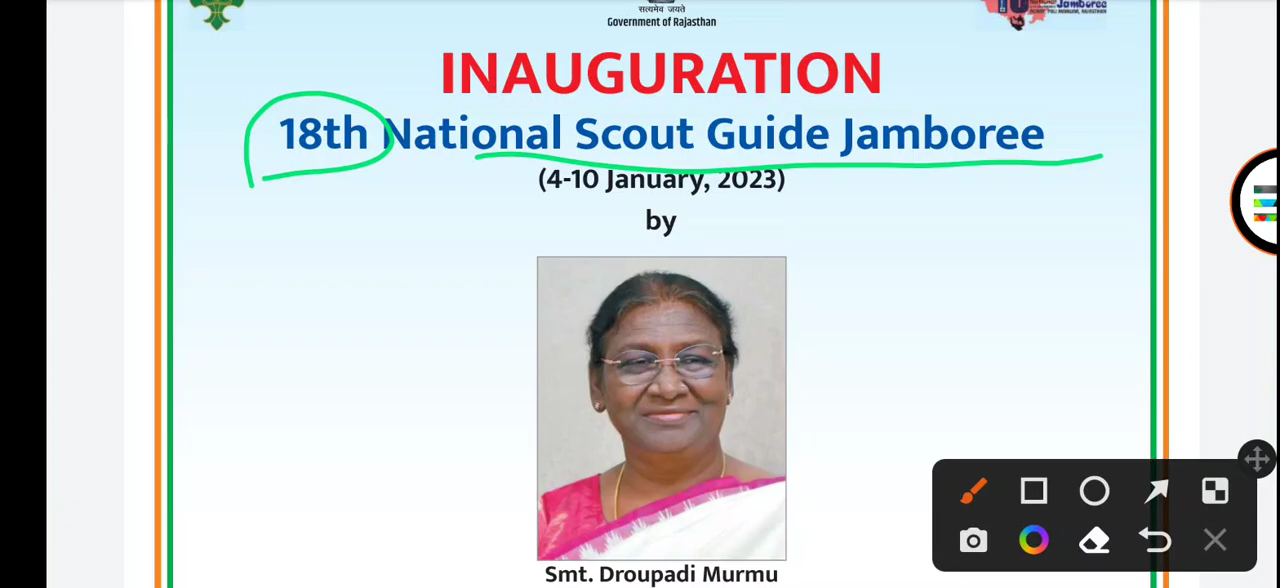 सत्यमेव जयते
Government of Rajasthan
Jamboree
INAUGURATION
18th National Scout Guide Jamboree
(4-10 January, 2023)
by
Smt. Droupadi Murmu